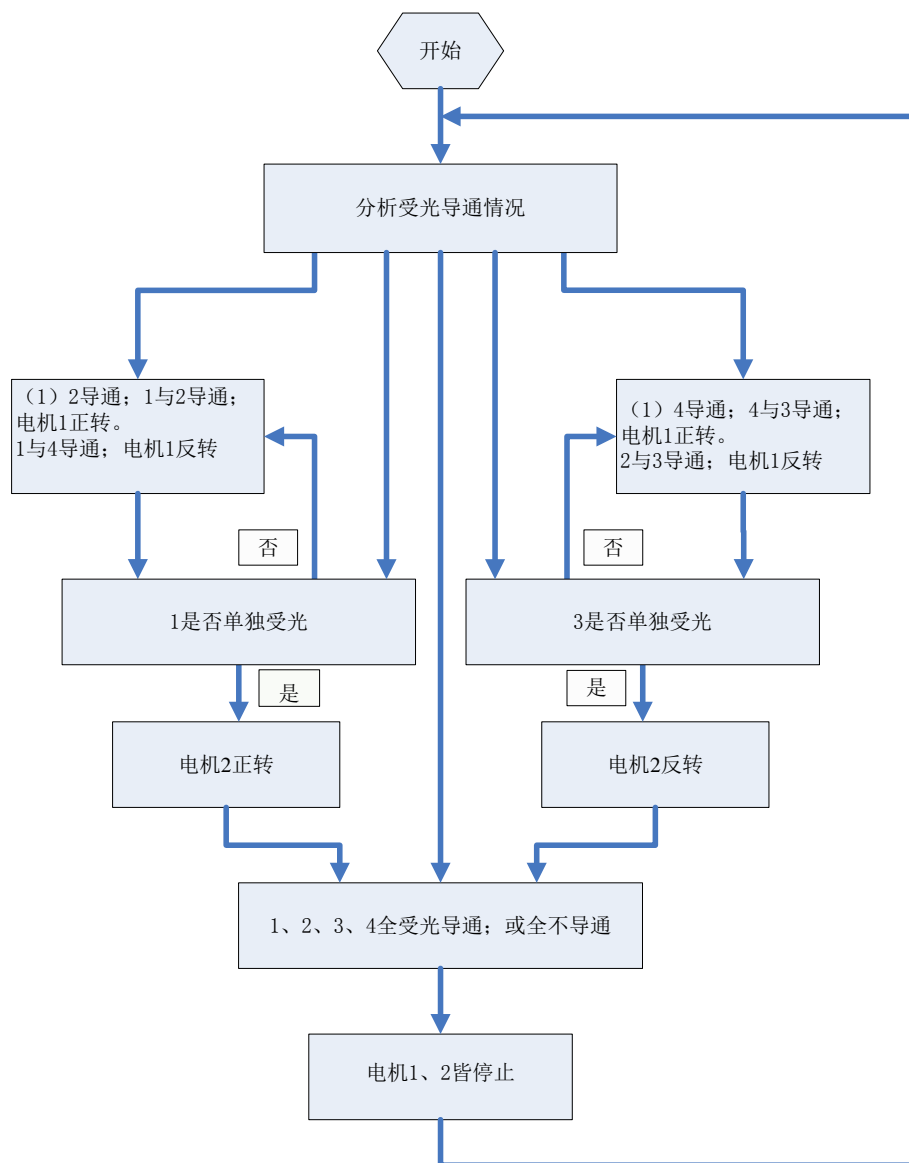 开始
分析受光导通情况
（1）2导通；1与2导通；
电机1正转。
1与4导通；电机1反转
（1）4导通；4与3导通；
电机1正转。
2与3导通；电机1反转
否
否
1是否单独受光
3是否单独受光
是
是
电机2正转
电机2反转
1、2、3、4全受光导通；或全不导通
电机1、2皆停止